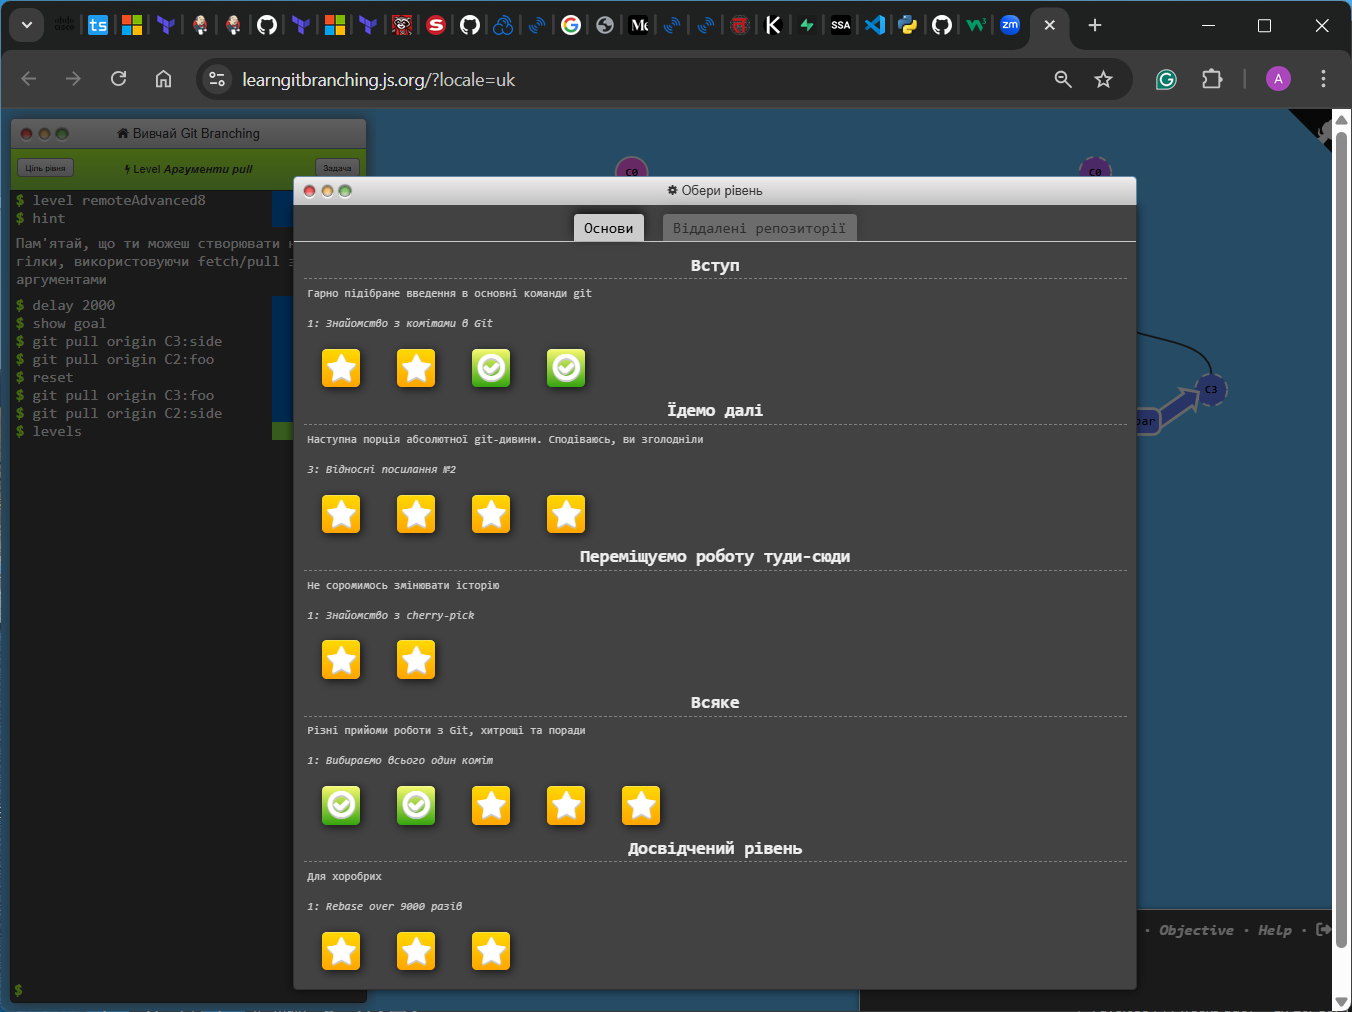 learngitbranching.js.org/?locale=uk
A
Вивчай Git Branching
Ціль рівня
Level Аргументи pull
Задача
$ level remoteAdvanced8
$ hint
Пам'ятай, що ти можеш створювати
гілки, використовуючи fetch/pull з
аргументами
$ delay 2000
$ show goal
$ git pull origin C3:side
$ git pull origin C2:foo
$ reset
$ git pull origin C3:foo
$ git pull origin C2:side
$ levels
$
Обери рівень
Основи
Віддалені репозиторії
Вступ
Гарно підібране введення в основні команди git
1: Знайомство з комітами в Git
Їдемо далі
Наступна порція абсолютної git-дивини. Сподіваюсь, ви зголодніли
3: Відносні посилання №2
Переміщуємо роботу туди-сюди
Не соромимось змінювати історію
1: Знайомство з cherry-pick
Всяке
Різні прийоми роботи з Git, хитрощі та поради
1: Вибираємо всього один коміт
Досвідчений рівень
Для хоробрих
1: Rebase over 9000 разів
C0
C0
C3
bar
· Objective · Help ·